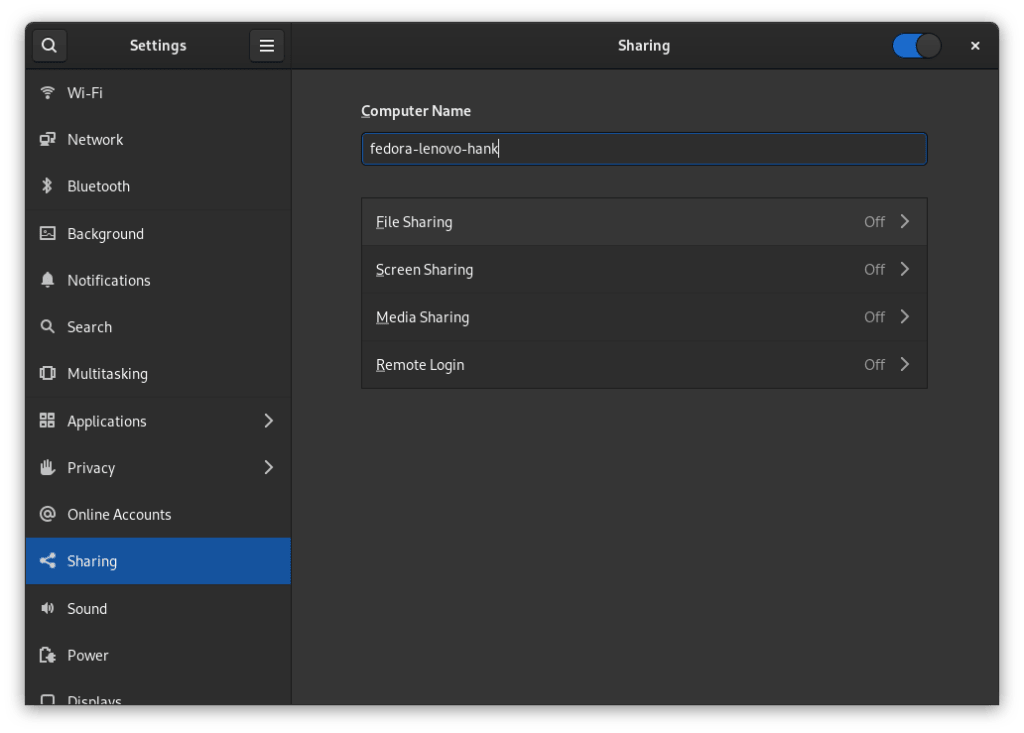 Settings
Sharing
Wi-Fi
Network
Bluetooth
Background
Notifications
Search
Multitasking
Applications
Privacy
Online Accounts
Sharing
Sound
Power
Displays
Computer Name
fedora-lenovo-hank
File Sharing Off
Screen Sharing Off
Media Sharing Off
Remote Login Off